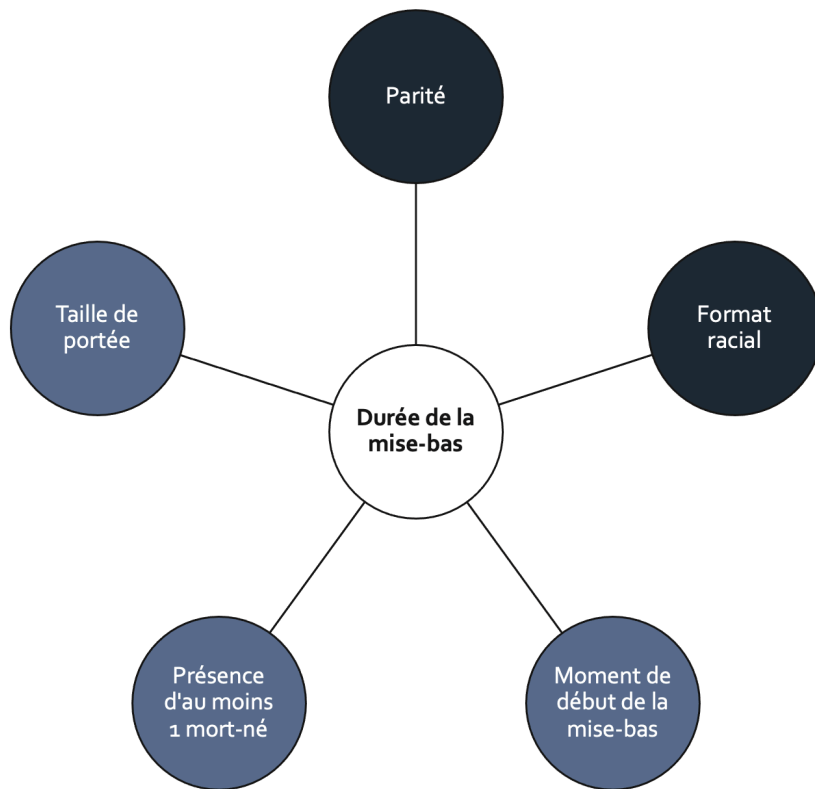 Parité
Taille de
portée
Format
racial
Durée de la
mise-bas
Présence
d'au moins
1 mort-né
Moment de
début de la
mise-bas